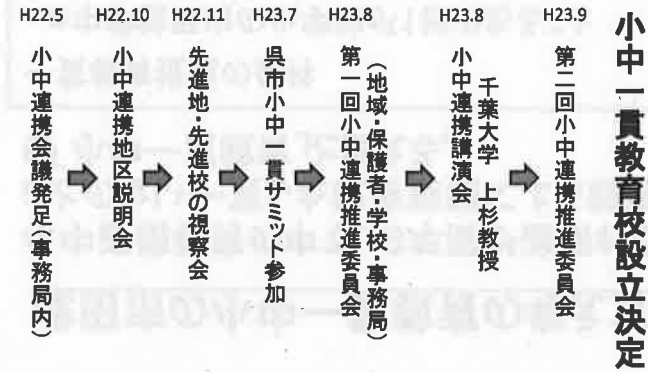 H22.5
小中連携会議発足(事務局内)
H22.10
小中連携地区説明会
H22.11
先進地・先進校の視察会
H23.7
呉市小中一貫サミット参加
H23.8
第一回小中連携推進委員会
(地域・保護者・学校・事務局)
H23.8
小中連携講演会
千葉大学 上杉教授
H23.9
第二回小中連携推進委員会
小中一貫教育校設立決定